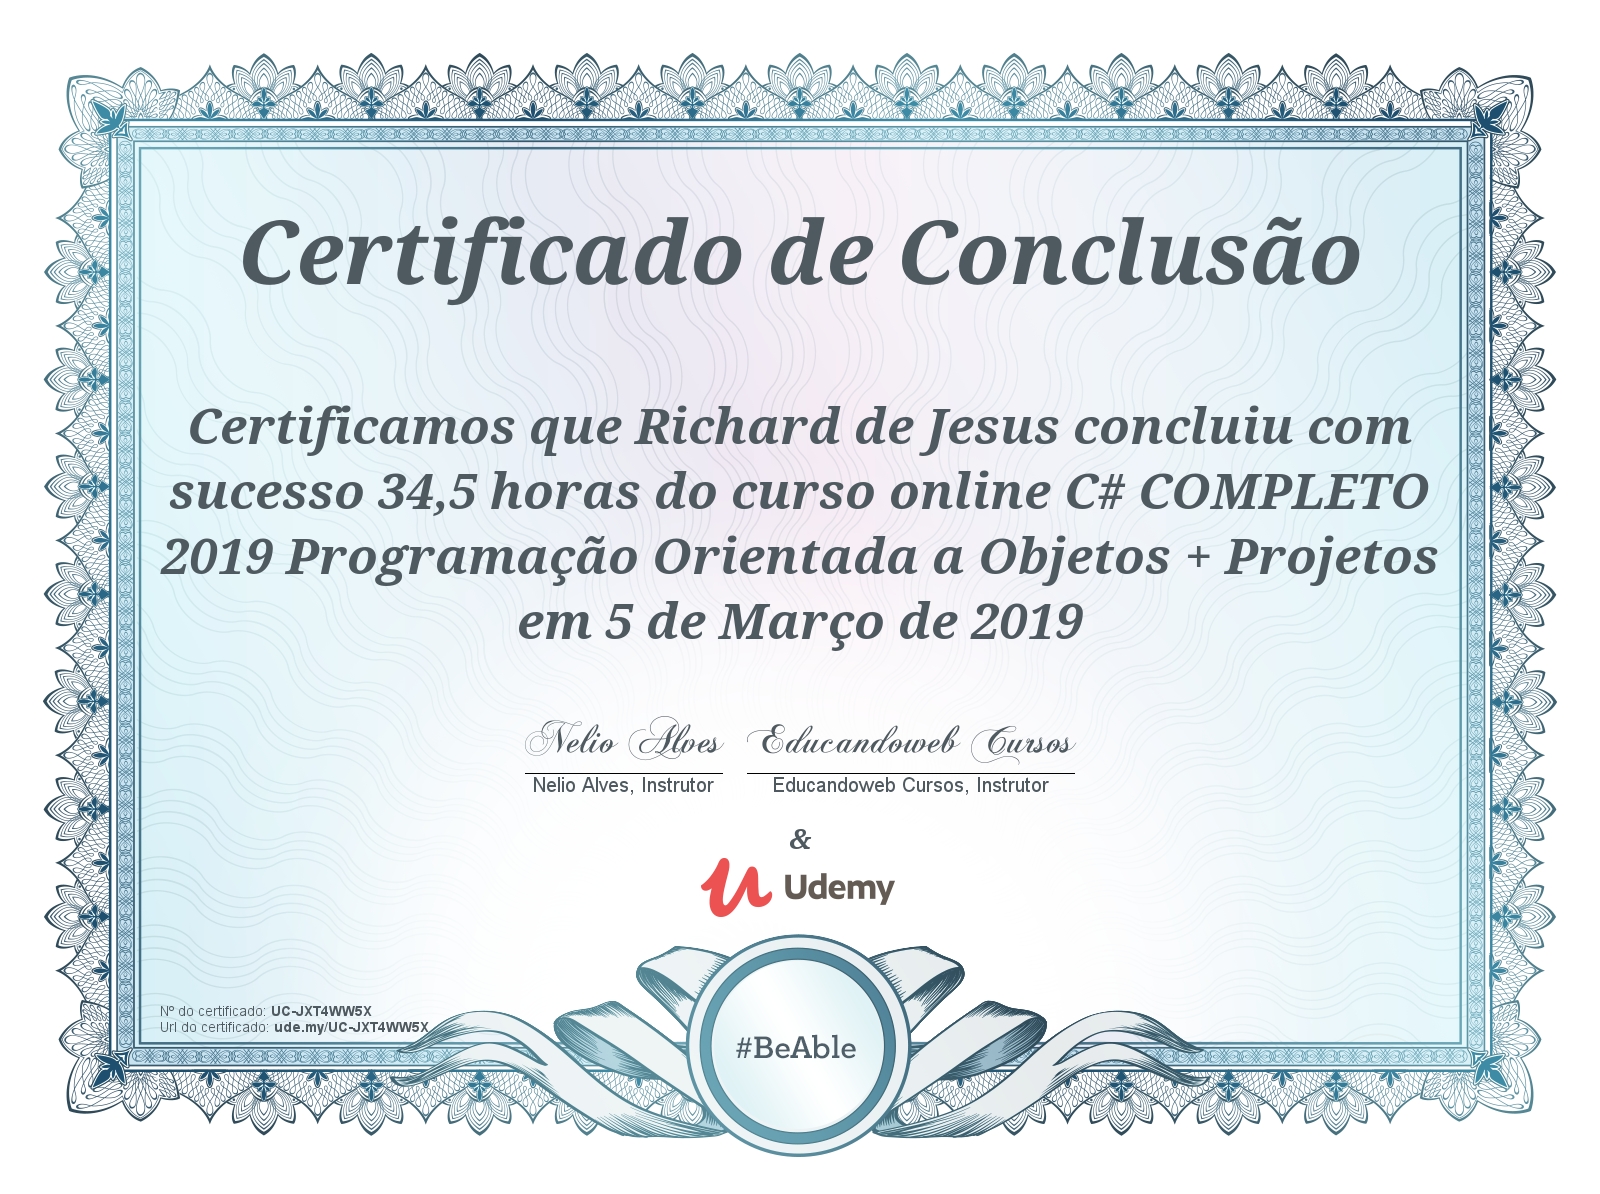 Certificado de Conclusão
Certificamos que Richard de Jesus concluiu com
sucesso 34,5 horas do curso online C# COMPLETO
2019 Programação Orientada a Objetos + Projetos
em 5 de Março de 2019
Nelio Alves Educandoweb Cursos
Nelio Alves, Instrutor Educandoweb Cursos, Instrutor
&
Udemy
Nº do certificado: UC-JXT4WW5X
Url do certificado: ude.my/UC-JXT4WW5X
#BeAble